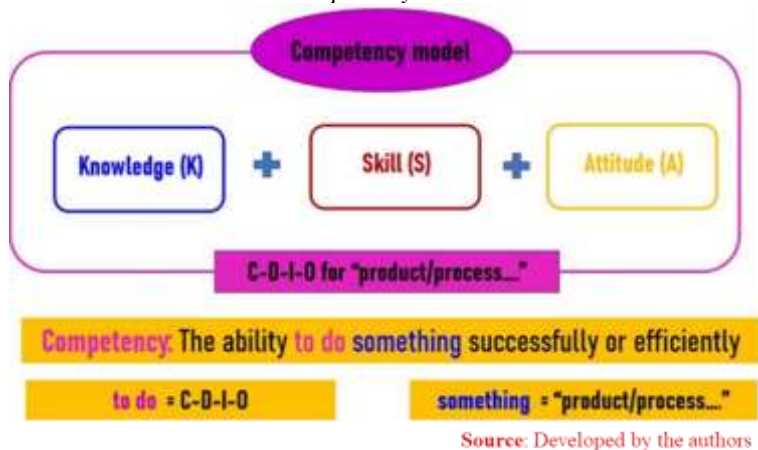 Competency model
Knowledge (K) + Skill (S) + Attitude (A)
C-D-I-O for "product/process...."
Competency: The ability to do something successfully or efficiently
to do = C-D-I-O
something = "product/process...."
Source: Developed by the authors